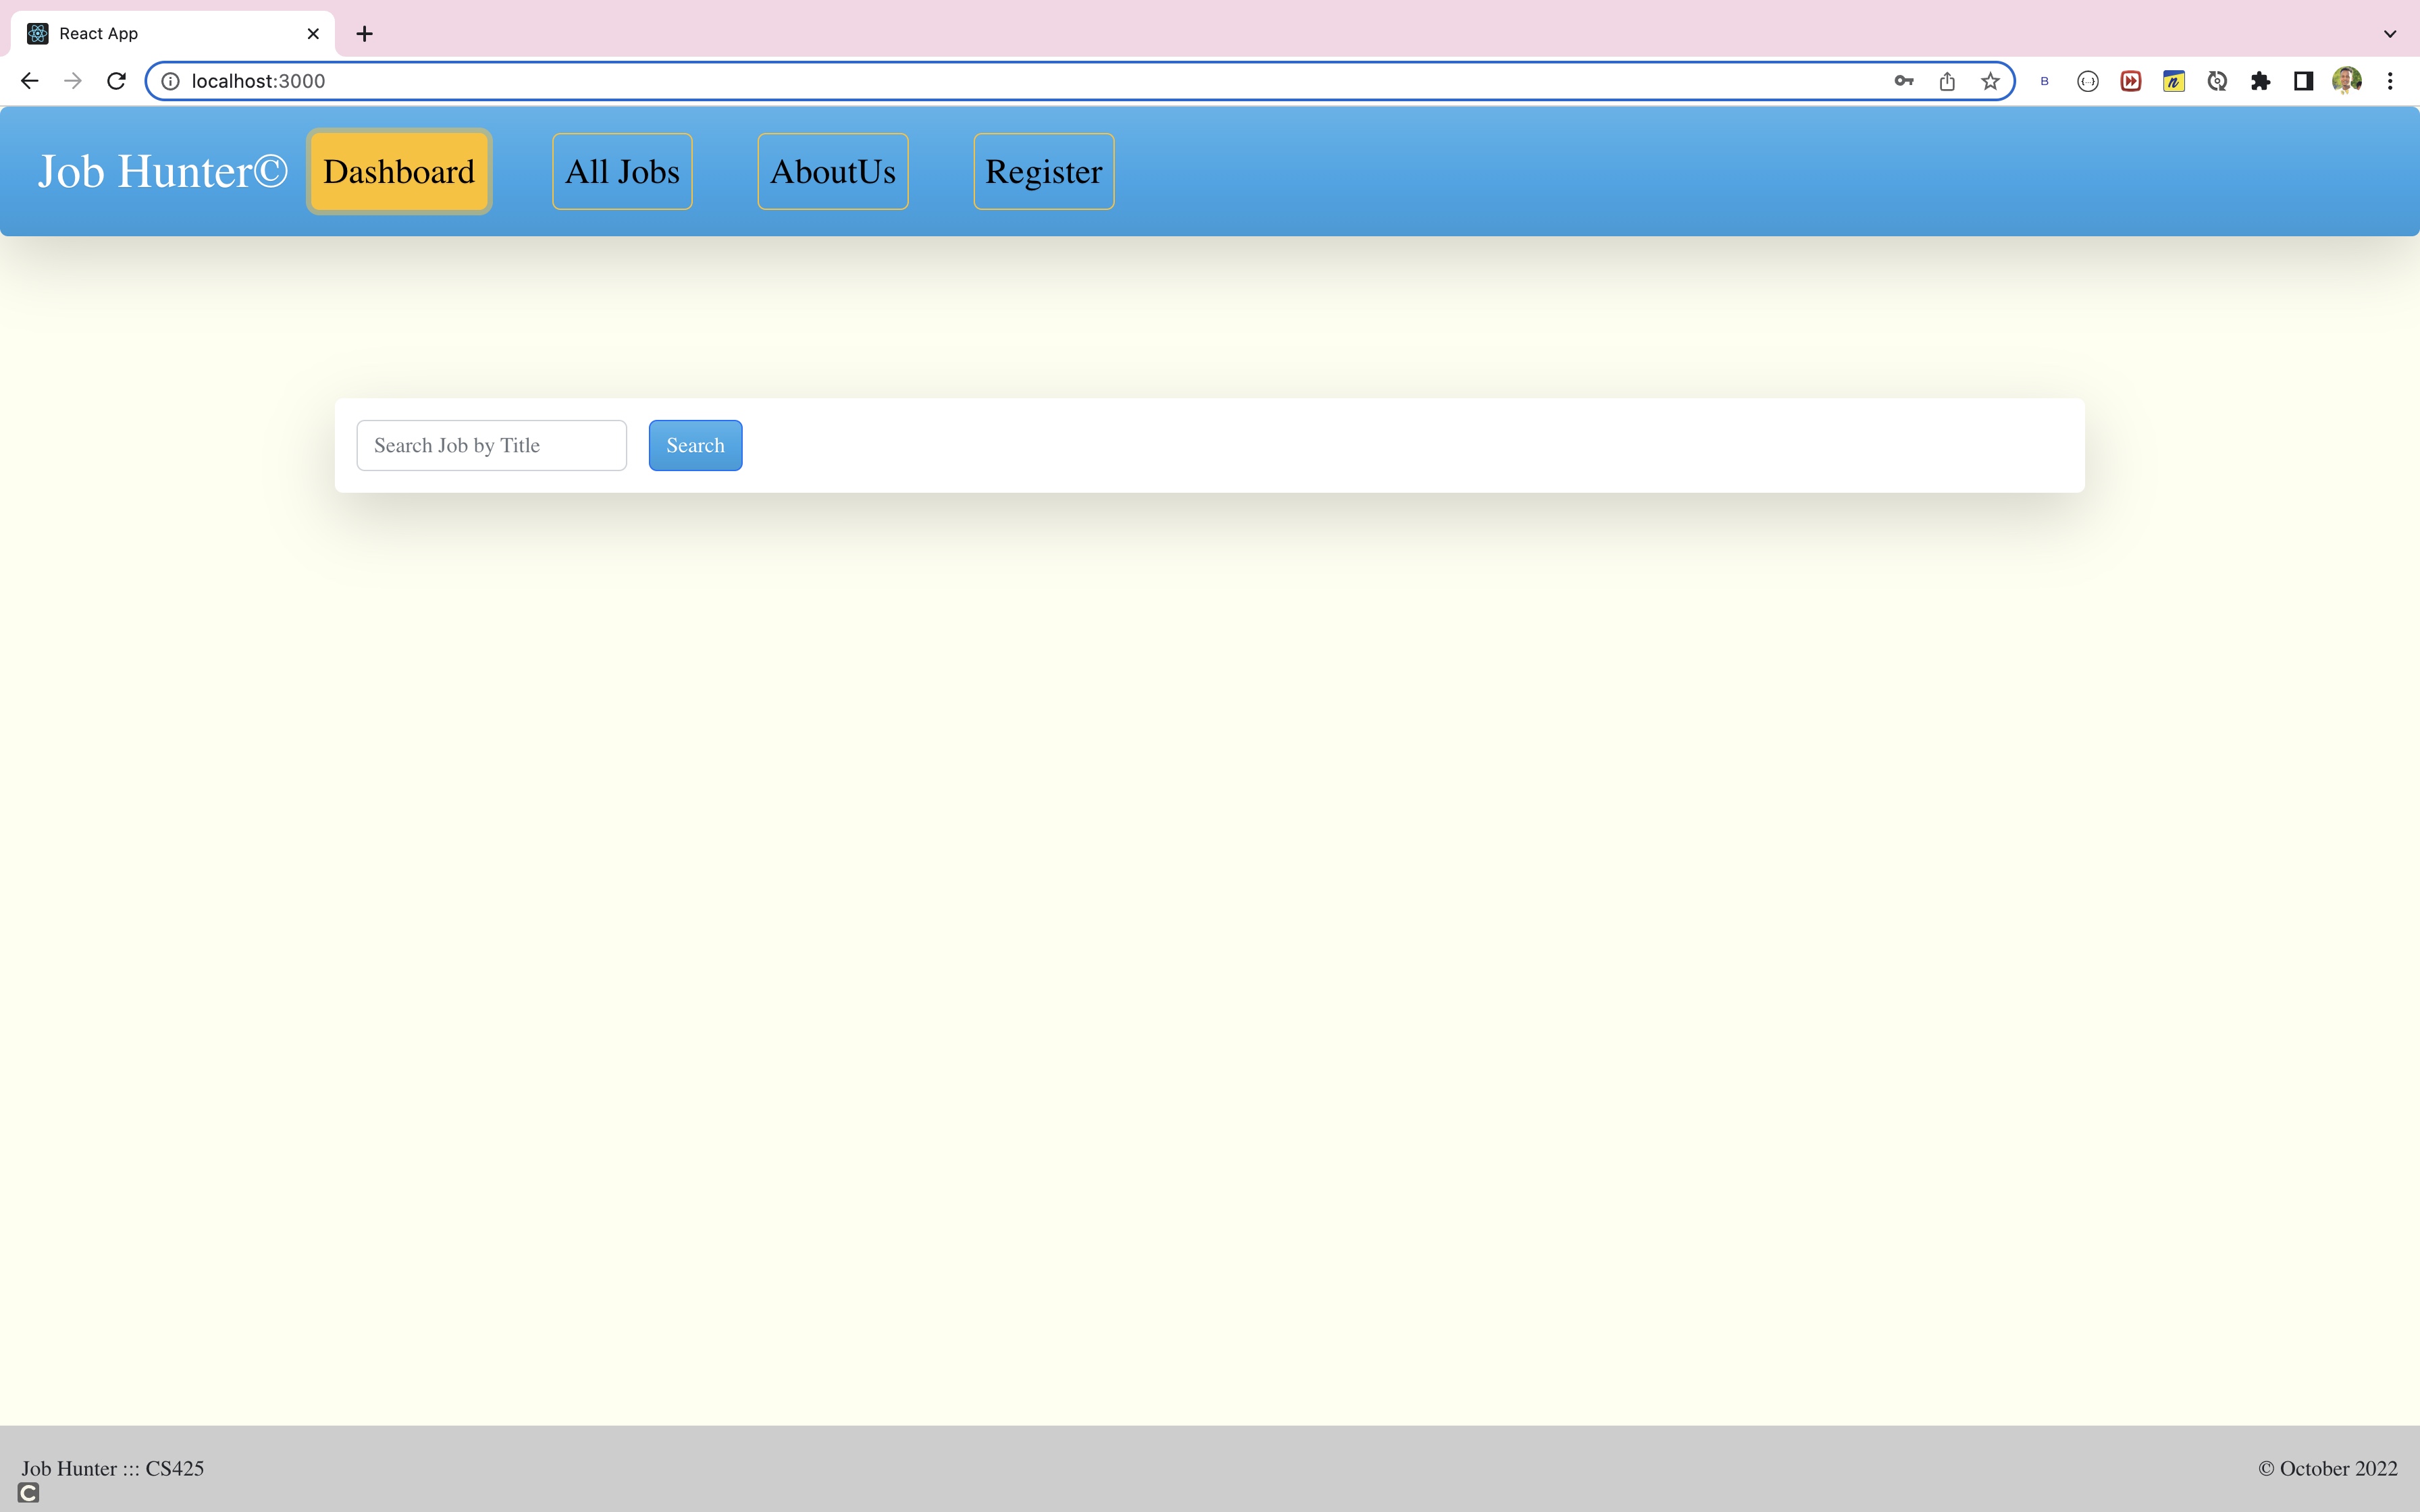 React App
localhost:3000
B
n
Job Hunter©
Dashboard
All Jobs
AboutUs
Register
Search Job by Title
Search
Job Hunter ::: CS425
© October 2022
C